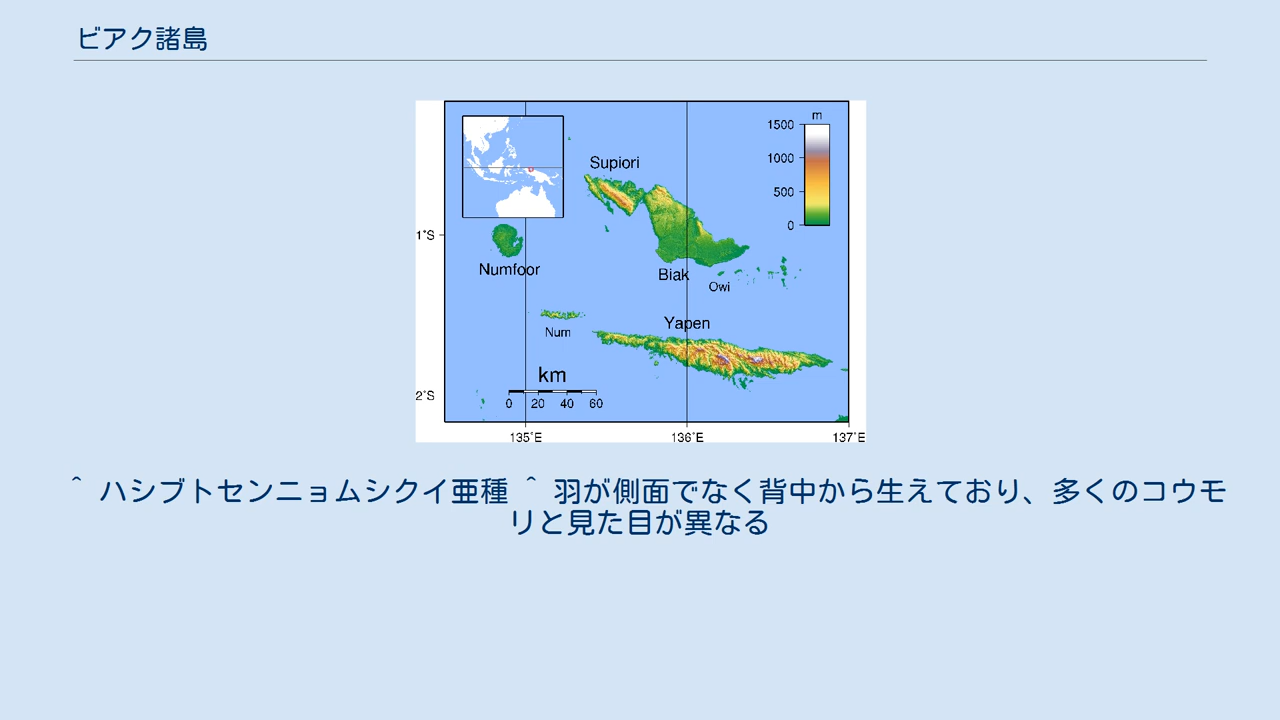 ビアク諸島
m
1500
1000
500
0
Supiori
1°S
Numfoor
Biak
Owi
Num
Yapen
km
0 20 40 60
2°S
135°E 136°E 137°E
^ ハシブトセンニョムシクイ亜種 ^ 羽が側面でなく背中から生えており、多くのコウモ
リと見た目が異なる